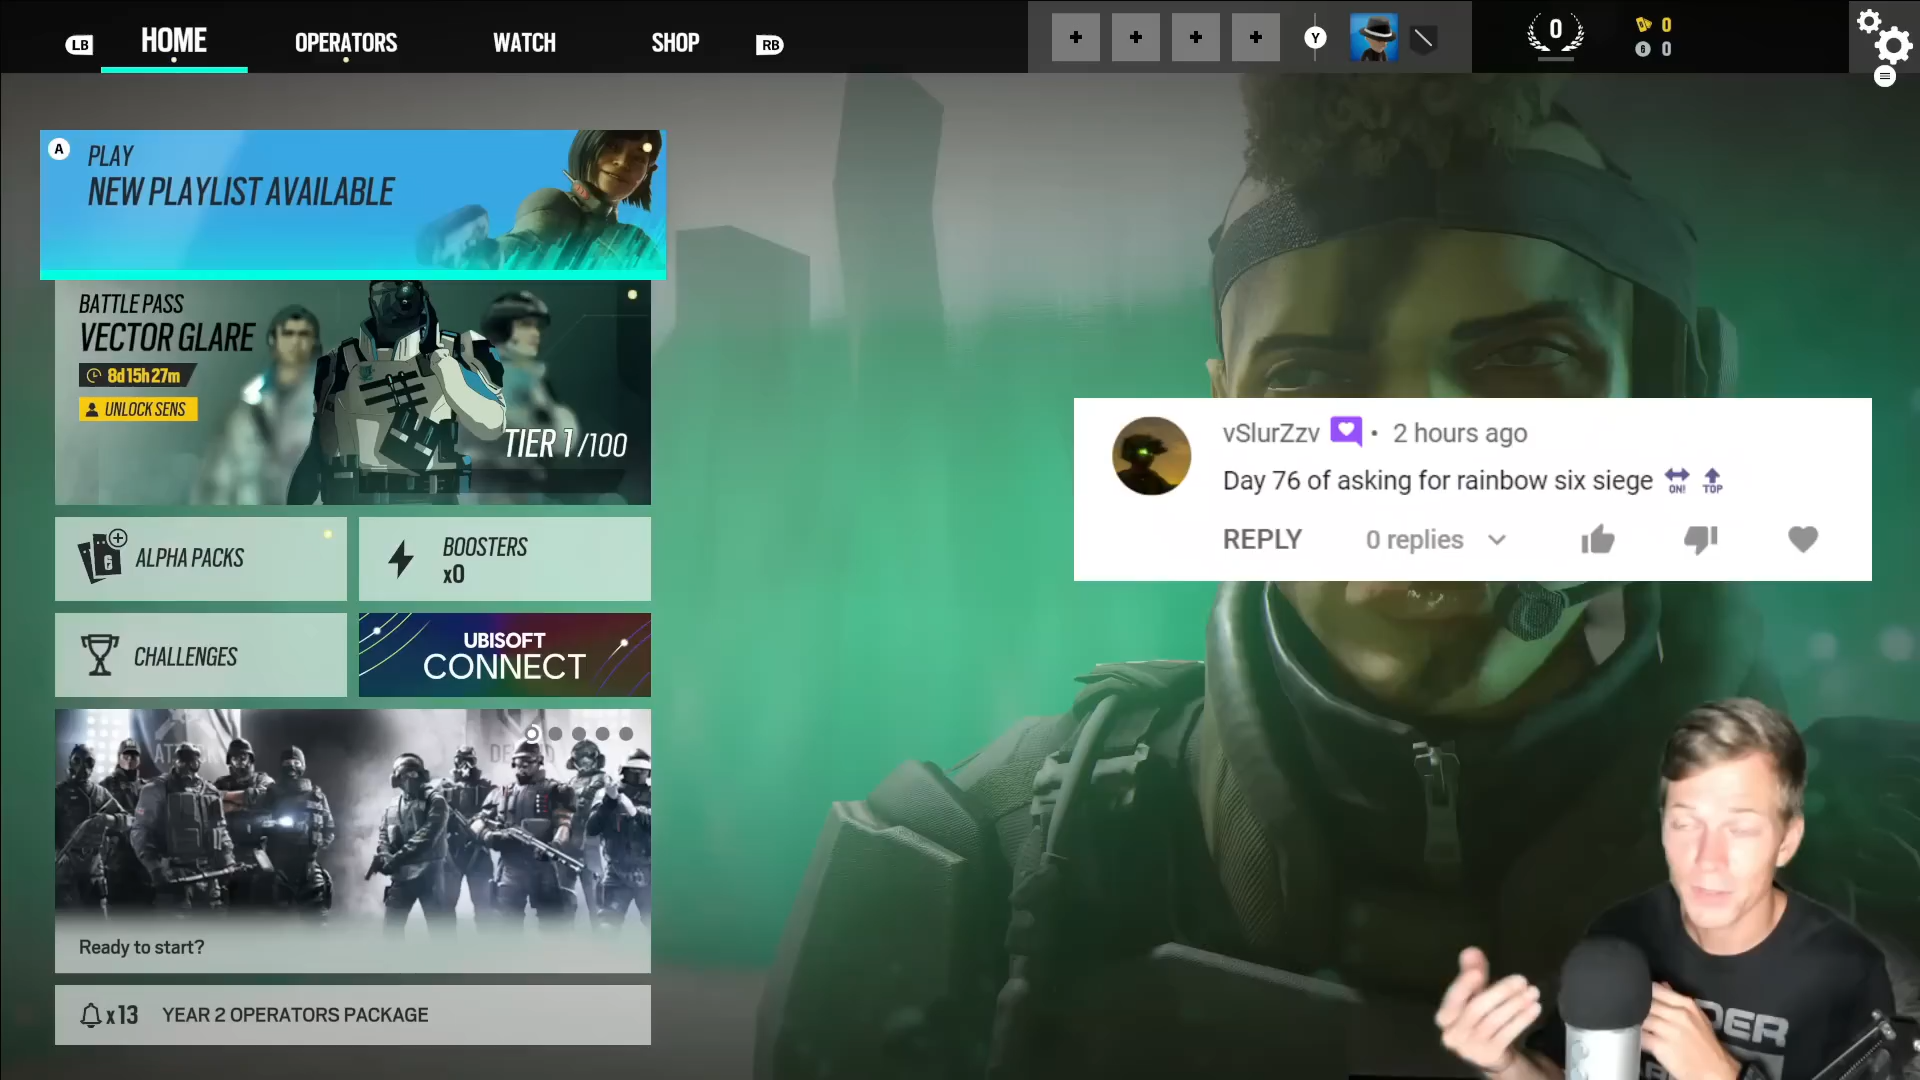 LB
HOME
OPERATORS
WATCH
SHOP
RB
+
+
+
+
Y
0
0
0
A
PLAY
NEW PLAYLIST AVAILABLE
BATTLE PASS
VECTOR GLARE
8d 15h 27m
UNLOCK SENS
TIER 1 /100
ALPHA PACKS
BOOSTERS
x0
CHALLENGES
UBISOFT
CONNECT
Ready to start?
x13 YEAR 2 OPERATORS PACKAGE
vSlurZzv • 2 hours ago
Day 76 of asking for rainbow six siege
ON!
TOP
REPLY
0 replies
DER